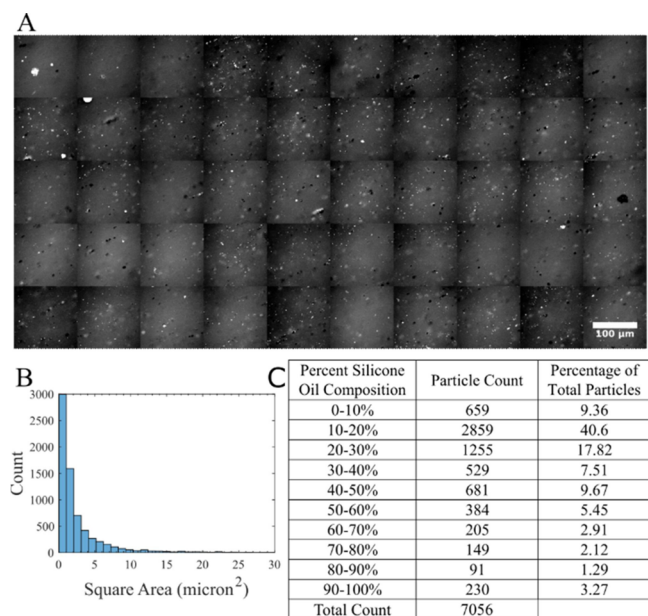 A
100 μm
B
3000
2500
2000
1500
1000
500
0
Count
0 5 10 15 20 25 30
Square Area (micron²)
C
Percent Silicone Oil Composition Particle Count Percentage of Total Particles
0-10% 659 9.36
10-20% 2859 40.6
20-30% 1255 17.82
30-40% 529 7.51
40-50% 681 9.67
50-60% 384 5.45
60-70% 205 2.91
70-80% 149 2.12
80-90% 91 1.29
90-100% 230 3.27
Total Count 7056